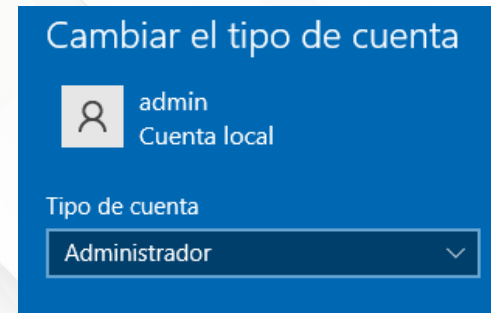 Cambiar el tipo de cuenta
admin
Cuenta local
Tipo de cuenta
Administrador